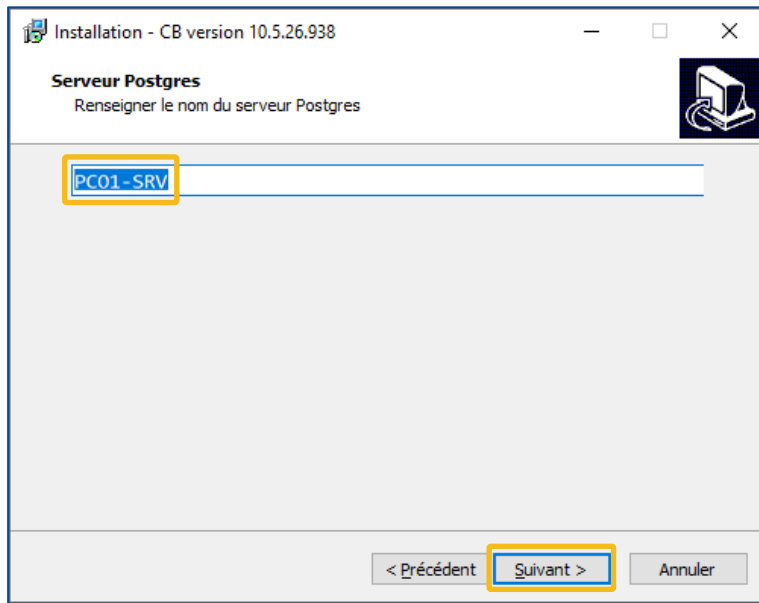 Installation - CB version 10.5.26.938
Serveur Postgres
Renseigner le nom du serveur Postgres
PC01-SRV
< Précédent
Suivant >
Annuler